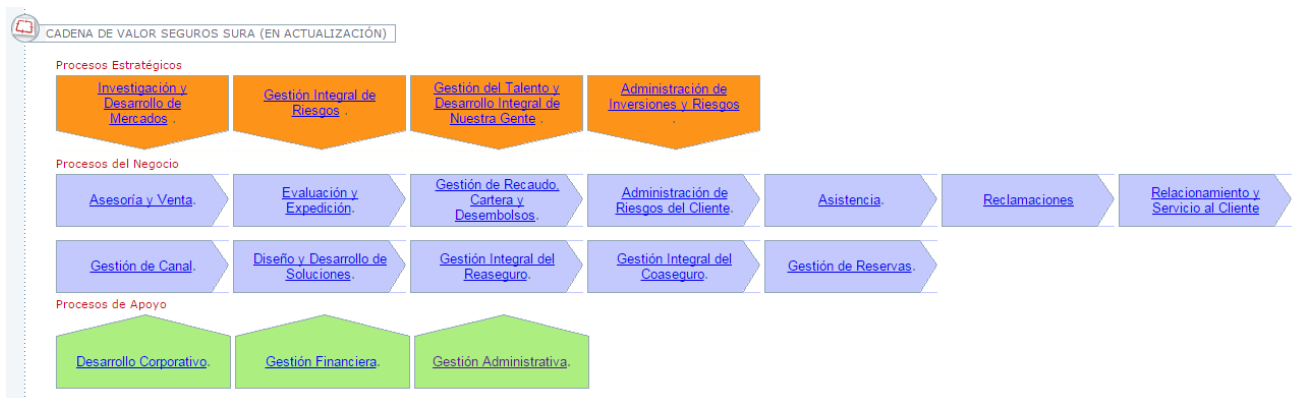 CADENA DE VALOR SEGUROS SURA (EN ACTUALIZACIÓN)
Procesos Estratégicos
Investigación y
Desarrollo de
Mercados .
Gestión Integral de
Riesgos .
Gestión del Talento y
Desarrollo Integral de
Nuestra Gente .
Administración de
Inversiones y Riesgos
.
Procesos del Negocio
Asesoría y Venta.
Evaluación y
Expedición.
Gestión de Recaudo,
Cartera y
Desembolsos.
Administración de
Riesgos del Cliente.
Asistencia.
Reclamaciones
Relacionamiento y
Servicio al Cliente
Gestión de Canal.
Diseño y Desarrollo de
Soluciones.
Gestión Integral del
Reaseguro.
Gestión Integral del
Coaseguro.
Gestión de Reservas.
Procesos de Apoyo
Desarrollo Corporativo.
Gestión Financiera.
Gestión Administrativa.